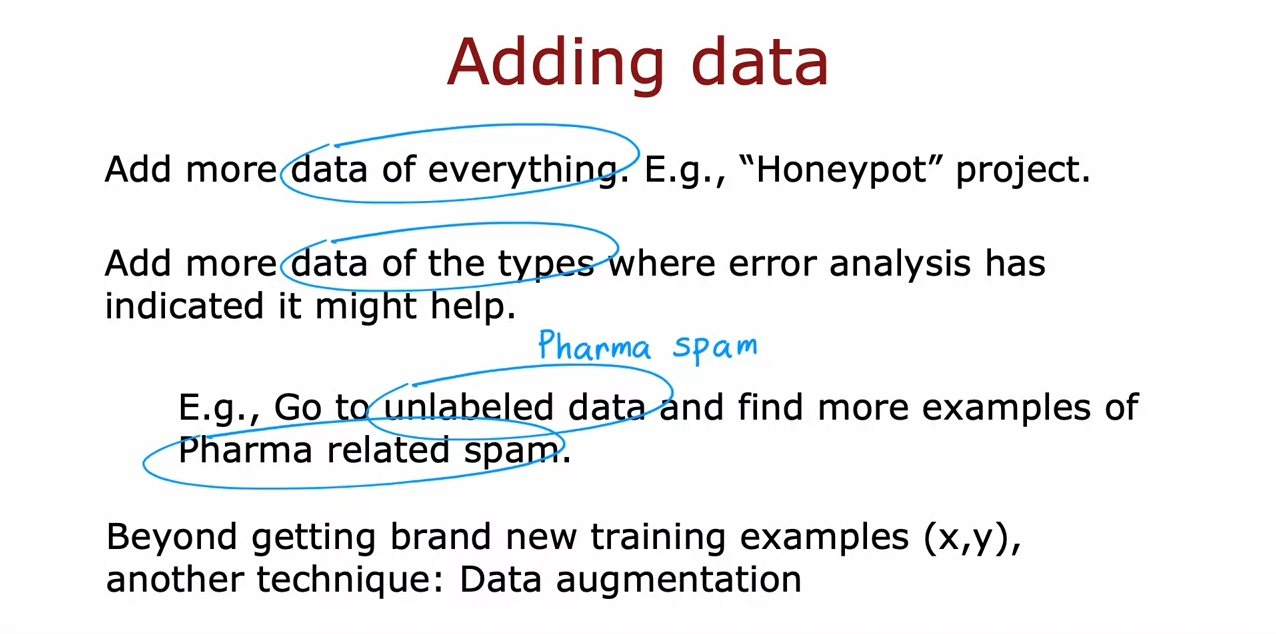 Adding data
Add more data of everything. E.g., “Honeypot” project.
Add more data of the types where error analysis has
indicated it might help.
Pharma spam
E.g., Go to unlabeled data and find more examples of
Pharma related spam.
Beyond getting brand new training examples (x,y),
another technique: Data augmentation